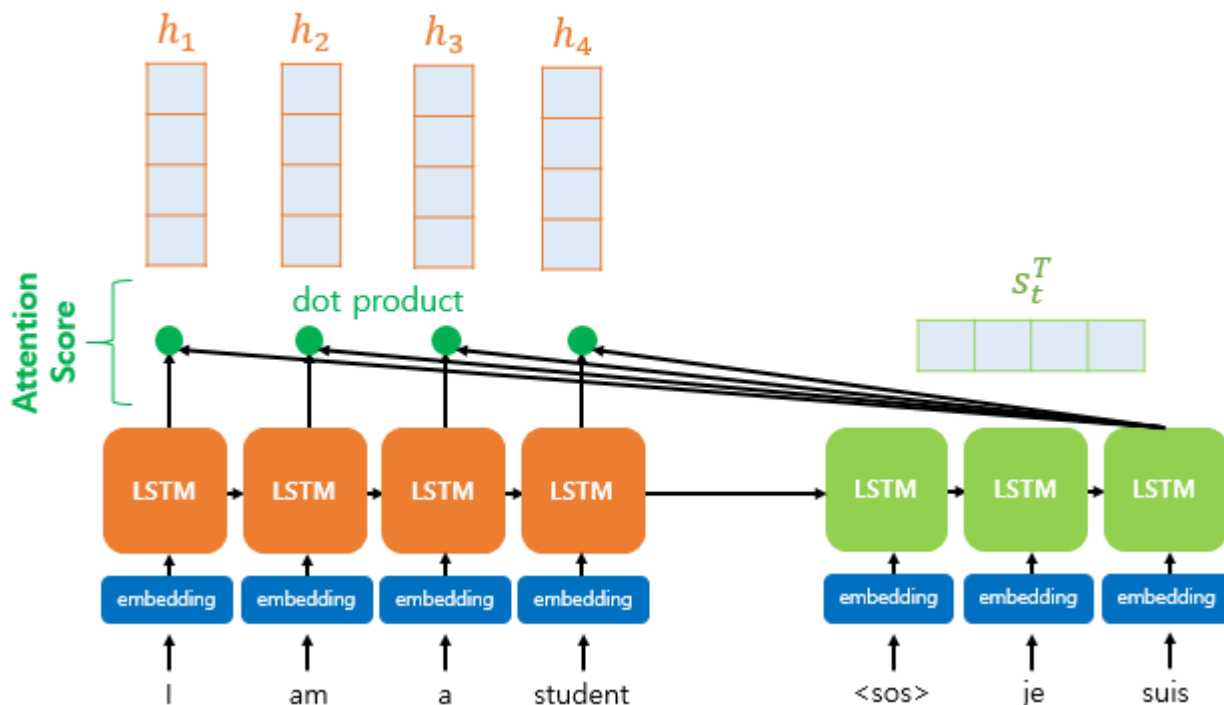 h₁ h₂ h₃ h₄
s_t^T
dot product
Attention
Score
LSTM LSTM LSTM LSTM LSTM LSTM LSTM
embedding embedding embedding embedding embedding embedding embedding
I am a student <sos> je suis